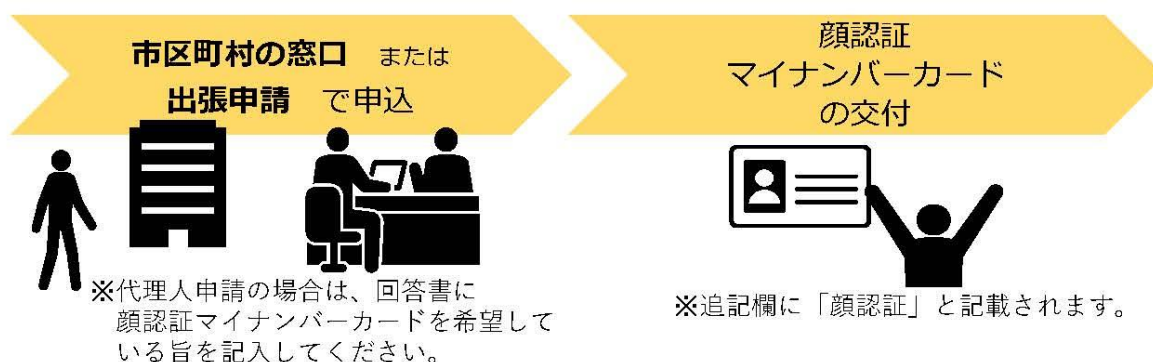 市区町村の窓口 または
出張申請 で申込
顔認証
マイナンバーカード
の交付
※代理人申請の場合は、回答書に
顔認証マイナンバーカードを希望して
いる旨を記入してください。
※追記欄に「顔認証」と記載されます。